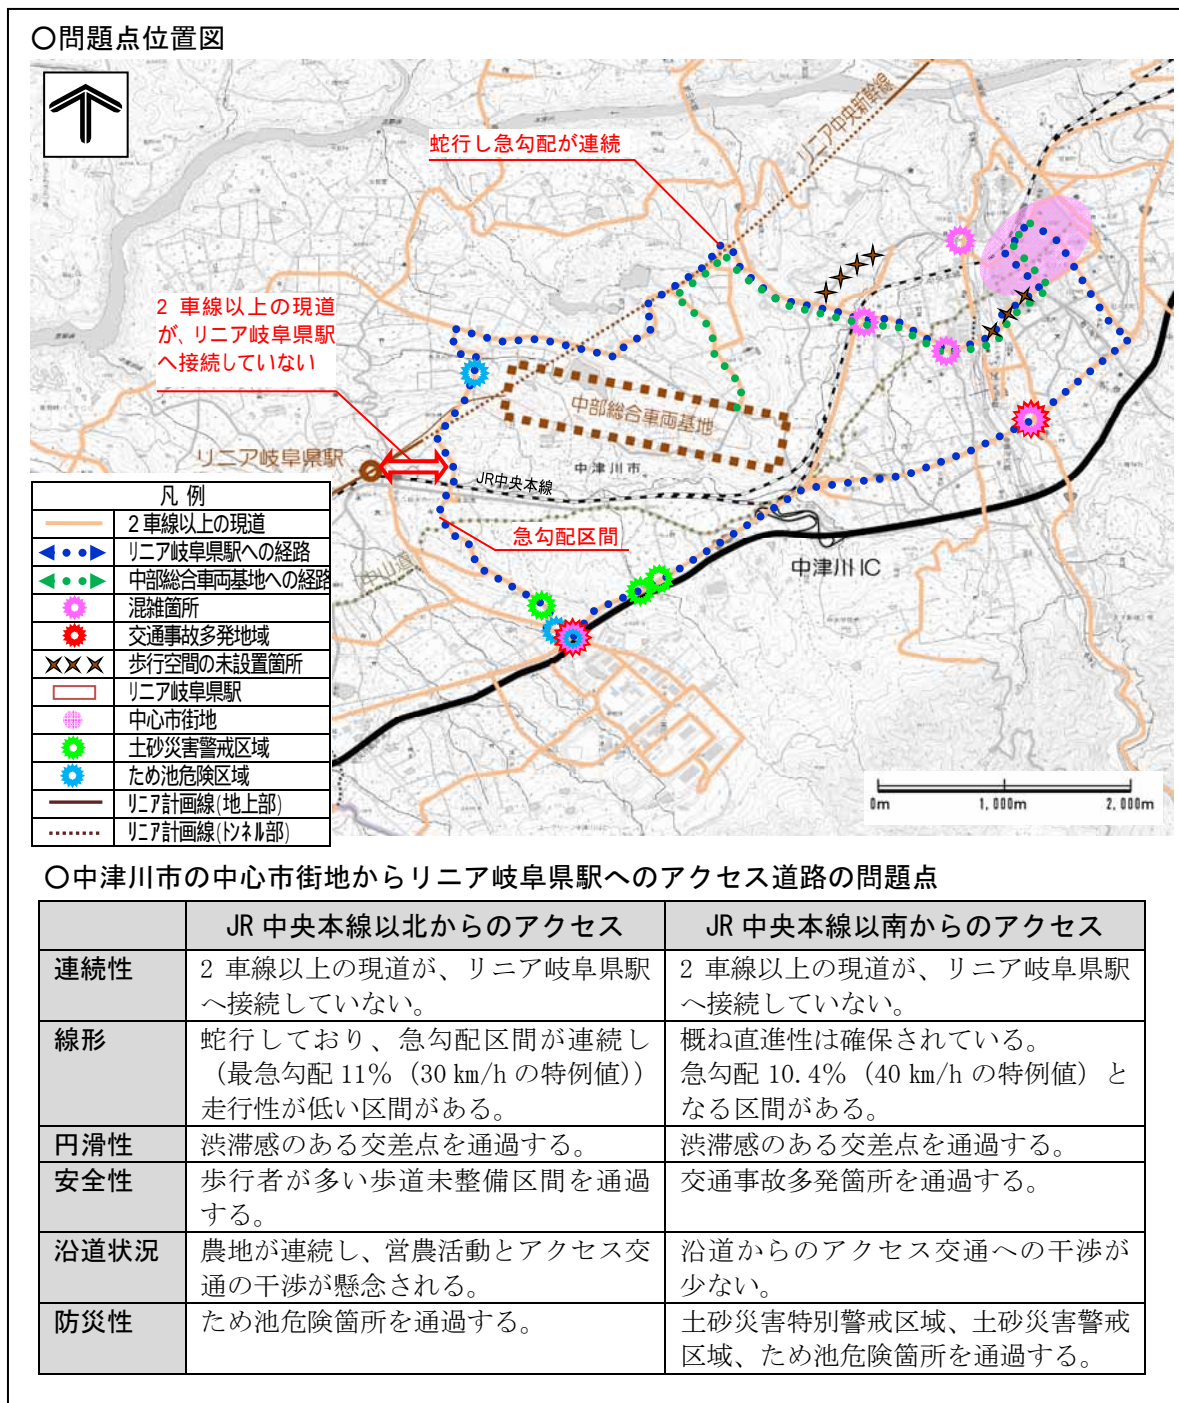 〇問題点位置図
蛇行し急勾配が連続
リニア中央新幹線
2 車線以上の現道
が、リニア岐阜県駅
へ接続していない
中部総合車両基地
リニア岐阜県駅
中津川市
JR中央本線
急勾配区間
中山道
中津川 IC
0m 1,000m 2,000m
凡 例
2 車線以上の現道
リニア岐阜県駅への経路
中部総合車両基地への経路
混雑箇所
交通事故多発地域
歩行空間の未設置箇所
リニア岐阜県駅
中心市街地
土砂災害警戒区域
ため池危険区域
リニア計画線(地上部)
リニア計画線(トンネル部)
〇中津川市の中心市街地からリニア岐阜県駅へのアクセス道路の問題点
JR 中央本線以北からのアクセス JR 中央本線以南からのアクセス
連続性
2 車線以上の現道が、リニア岐阜県駅
へ接続していない。
2 車線以上の現道が、リニア岐阜県駅
へ接続していない。
線形
蛇行しており、急勾配区間が連続し
（最急勾配 11%（30 km/h の特例値））
走行性が低い区間がある。
概ね直進性は確保されている。
急勾配 10.4%（40 km/h の特例値）と
なる区間がある。
円滑性
渋滞感のある交差点を通過する。
渋滞感のある交差点を通過する。
安全性
歩行者が多い歩道未整備区間を通過
する。
交通事故多発箇所を通過する。
沿道状況
農地が連続し、営農活動とアクセス交
通の干渉が懸念される。
沿道からのアクセス交通への干渉が
少ない。
防災性
ため池危険箇所を通過する。
土砂災害特別警戒区域、土砂災害警戒
区域、ため池危険箇所を通過する。